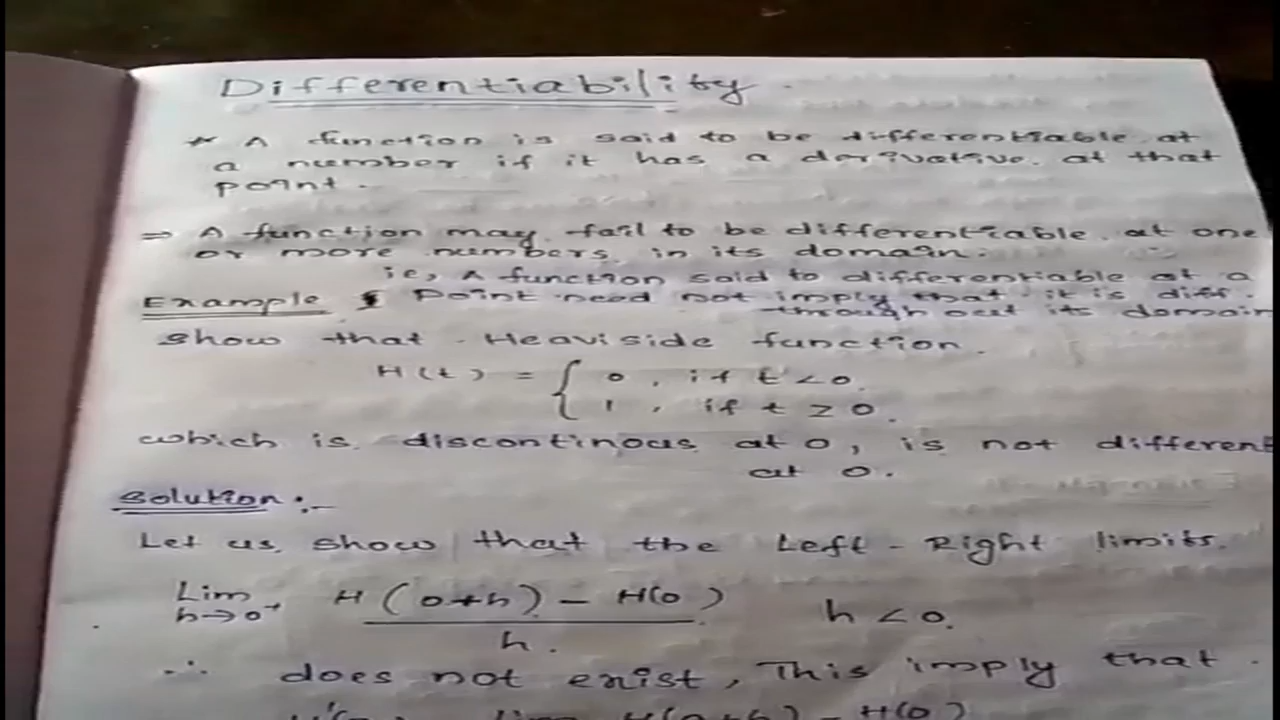 Differentiability.
* A function is said to be differentiable at
a number if it has a derivative at that
point.
⇒ A function may fail to be differentiable at one
or more numbers in its domain.
ie, A function said to differentiable at a
Example Point need not imply that it is diff.
through out its domain
Show that Heaviside function.
H(t) = { 0, if t < 0.
1, if t ≥ 0.
which is discontinous at 0, is not different
at 0.
Solution:-
Let us show that the Left-Right limits.
Lim h→0+ H(0+h) - H(0) h < 0.
h.
∴ does not exist, This imply that
lim H(0+h) - H(0)